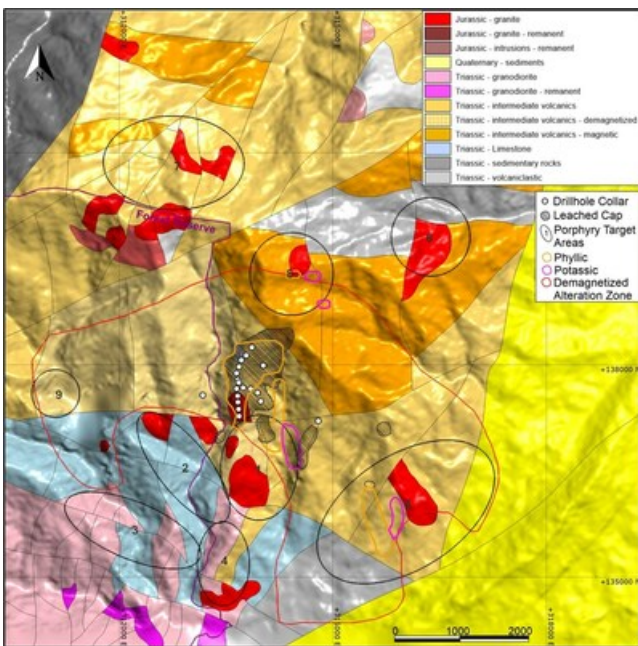 Jurassic - granite
Jurassic - granite - remanent
Jurassic - intrusions - remanent
Quaternary - sediments
Triassic - granodiorite
Triassic - granodiorite - remanent
Triassic - intermediate volcanics
Triassic - intermediate volcanics - demagnetized
Triassic - intermediate volcanics - magnetic
Triassic - Limestone
Triassic - sedimentary rocks
Triassic - volcaniclastic
N
Drillhole Collar
Leached Cap
Porphyry Target
Areas
Phyllic
Potassic
Demagnetized
Alteration Zone
Forest Reserve
+138000 N
9
2
3
4
+135000 N
0 1000 2000